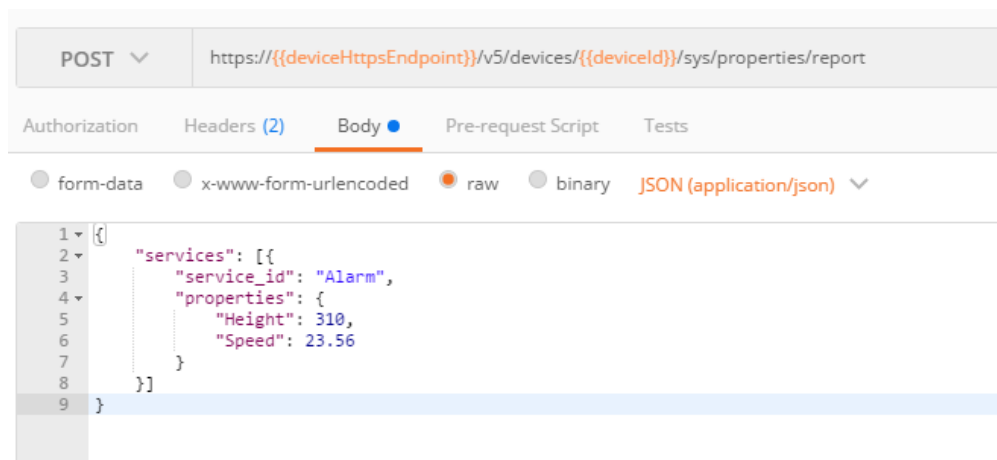 POST https://{{deviceHttpsEndpoint}}/v5/devices/{{deviceId}}/sys/properties/report
Authorization Headers (2) Body Pre-request Script Tests
form-data x-www-form-urlencoded raw binary JSON (application/json)
1 {
2 "services": [{
3 "service_id": "Alarm",
4 "properties": {
5 "Height": 310,
6 "Speed": 23.56
7 }
8 }]
9 }